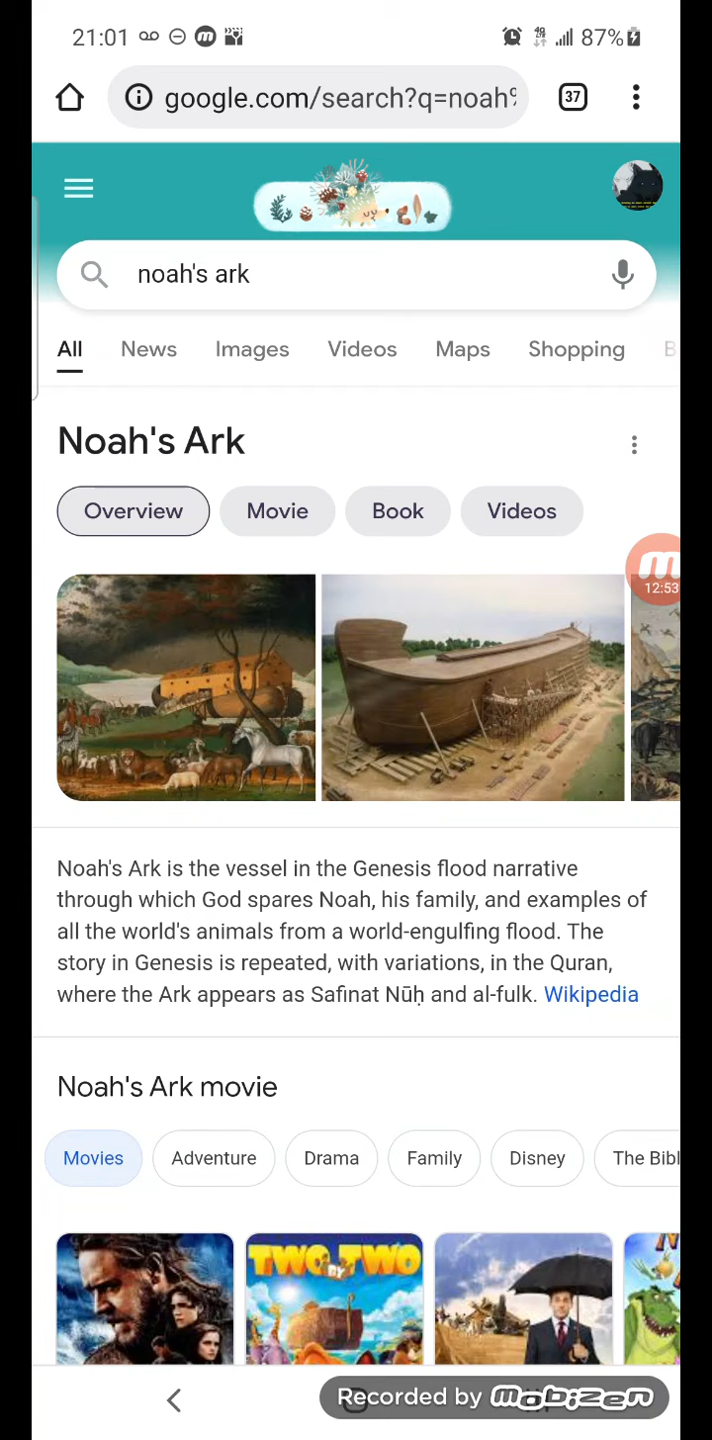 21:01 87%
google.com/search?q=noah 37
noah's ark
All News Images Videos Maps Shopping B
Noah's Ark
Overview Movie Book Videos
12:53
Noah's Ark is the vessel in the Genesis flood narrative
through which God spares Noah, his family, and examples of
all the world's animals from a world-engulfing flood. The
story in Genesis is repeated, with variations, in the Quran,
where the Ark appears as Safinat Nūḥ and al-fulk. Wikipedia
Noah's Ark movie
Movies Adventure Drama Family Disney The Bibl
TWO BY TWO
Recorded by mobizen